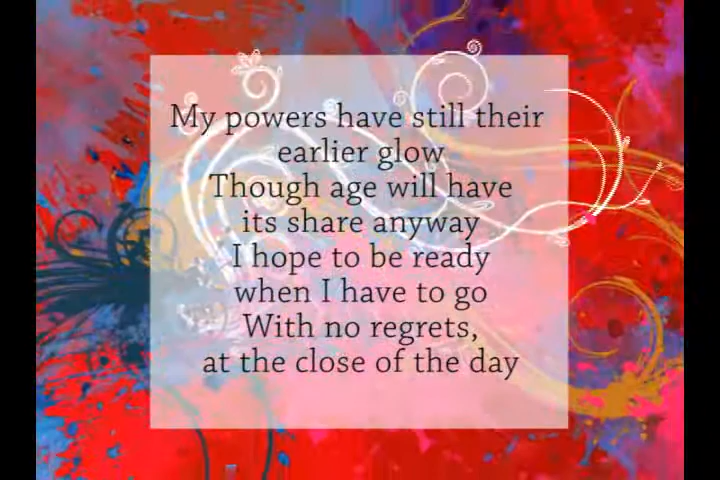 My powers have still their
earlier glow
Though age will have
its share anyway
I hope to be ready
when I have to go
With no regrets,
at the close of the day